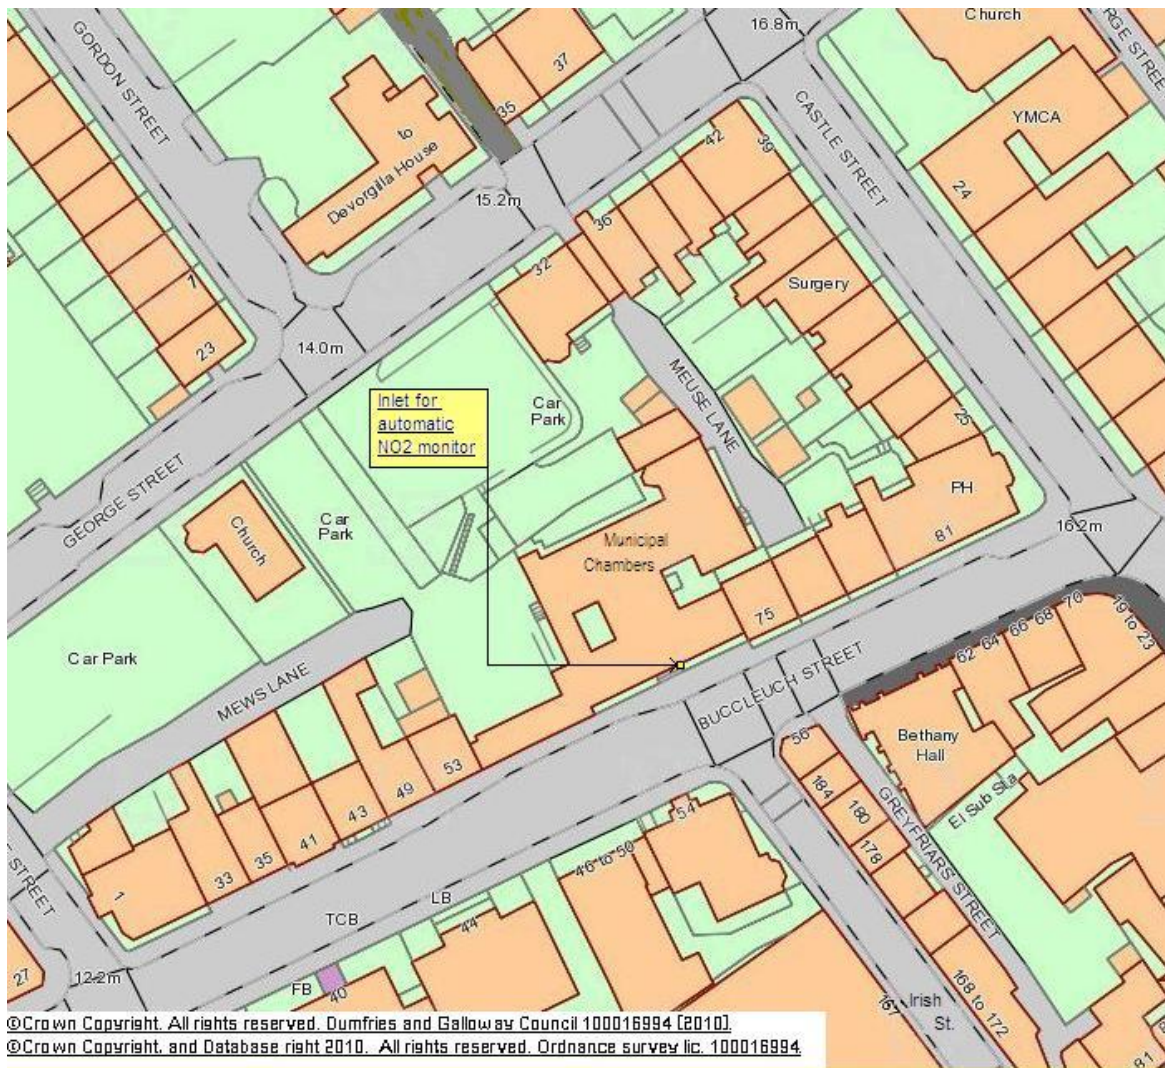 16.8m
Church
RGE STREET
GORDON STREET
37
35
to
Devorgilla House
CASTLE STREET
YMCA
42
39
24
15.2m
36
32
Surgery
7
23
14.0m
MEUSE LANE
Inlet for
automatic
NO2 monitor
Car
Park
25
GEORGE STREET
PH
Church
Car
Park
81
16.2m
Municipal
Chambers
75
70
68
66
64
62
19 to 23
Car Park
MEWS LANE
BUCCLEUCH STREET
56
Bethany
Hall
El Sub Sta
53
49
43
41
35
33
1
184
180
178
GREYFRIARS' STREET
54
46 to 50
STREET
LB
TCB
44
27
12.2m
FB
40
167
Irish
St.
168 to 172
81
©Crown Copyright. All rights reserved. Dumfries and Galloway Council 100016994 [2010].
©Crown Copyright, and Database right 2010. All rights reserved. Ordnance survey lic. 100016994